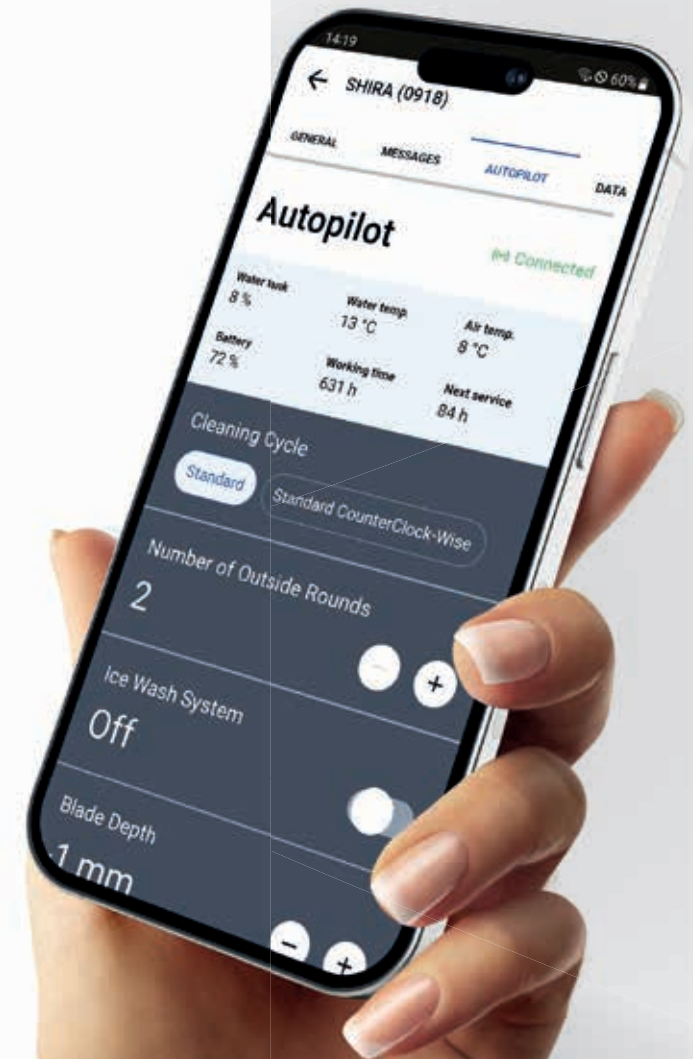 14:19
60%
SHIRA (0918)
GENERAL MESSAGES AUTOPILOT DATA
Autopilot
Connected
Water tank Water temp. Air temp.
8 % 13 °C 8 °C
Battery Working time Next service
72 % 631 h 84 h
Cleaning Cycle
Standard Standard CounterClock-Wise
Number of Outside Rounds
2
− +
Ice Wash System
Off
Blade Depth
1 mm
− +